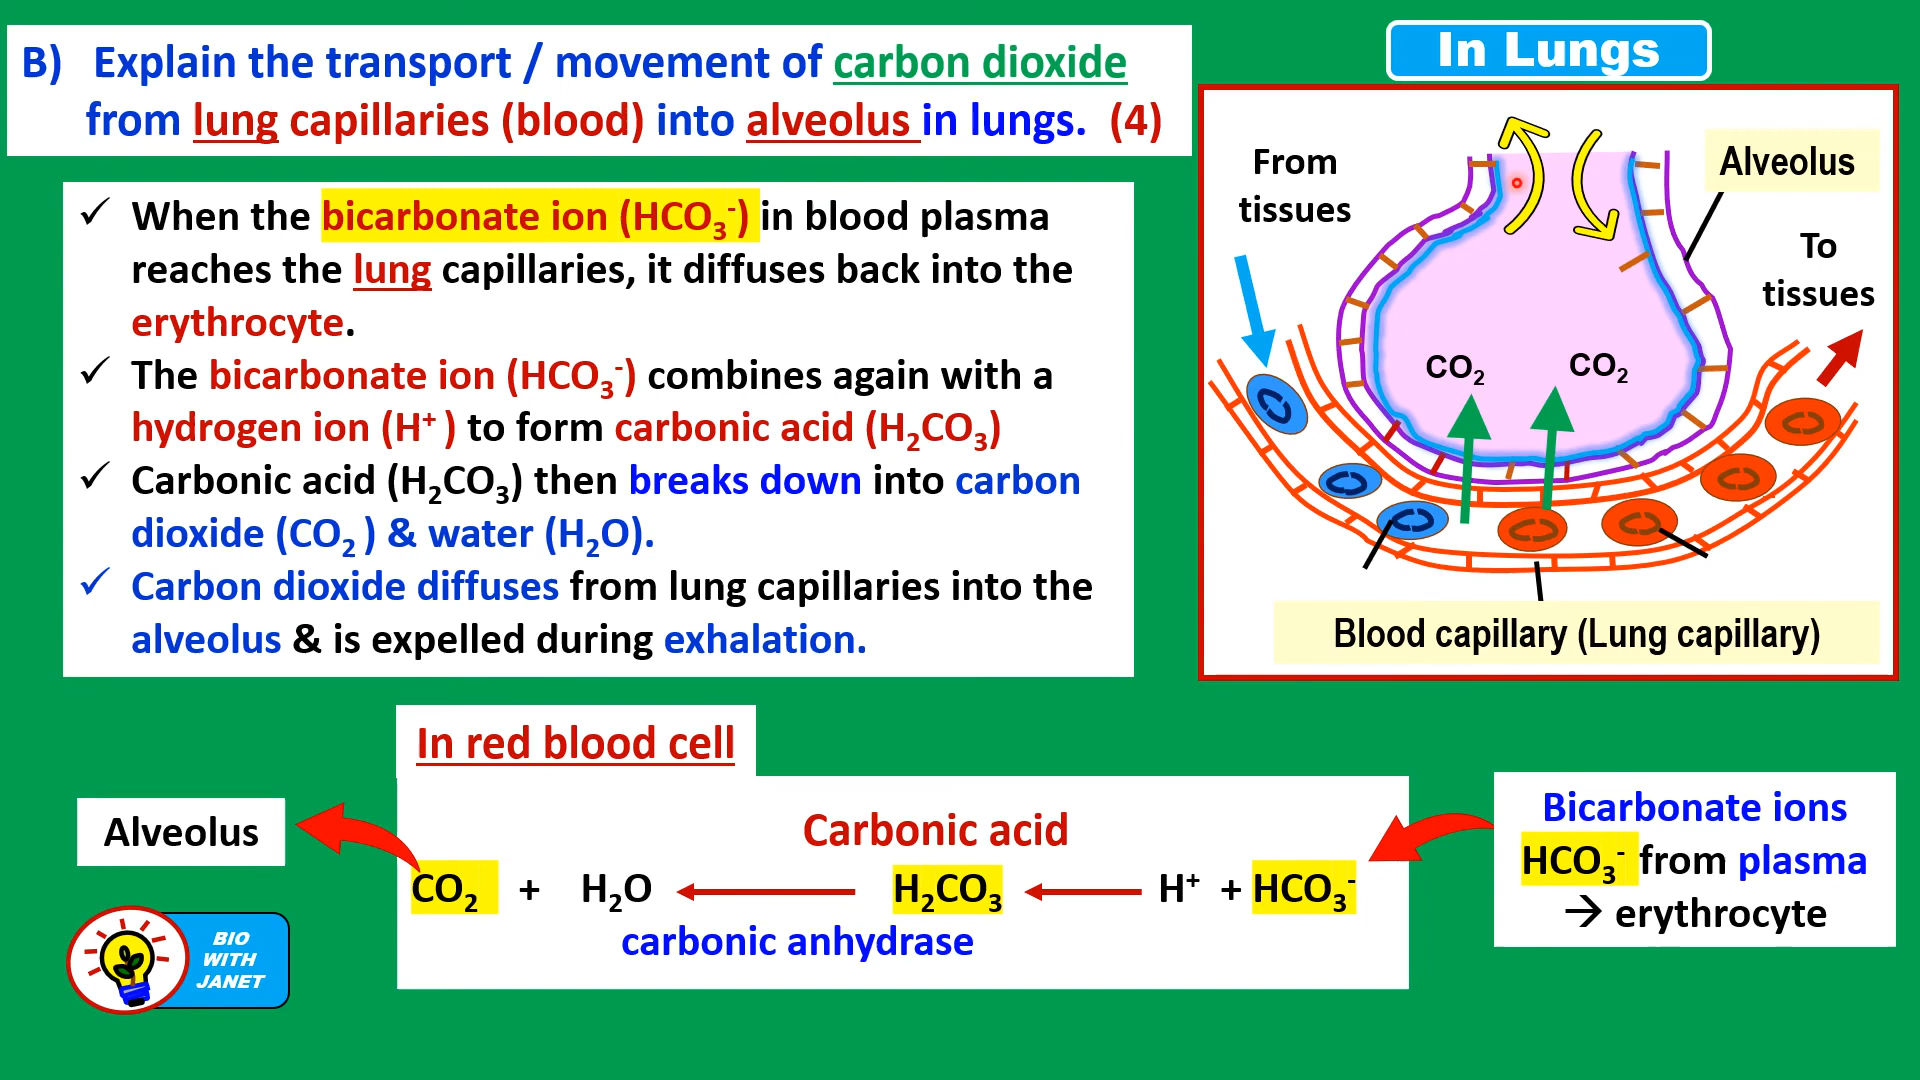 B) Explain the transport / movement of carbon dioxide
from lung capillaries (blood) into alveolus in lungs. (4)
✓ When the bicarbonate ion (HCO₃⁻) in blood plasma
reaches the lung capillaries, it diffuses back into the
erythrocyte.
✓ The bicarbonate ion (HCO₃⁻) combines again with a
hydrogen ion (H⁺ ) to form carbonic acid (H₂CO₃)
✓ Carbonic acid (H₂CO₃) then breaks down into carbon
dioxide (CO₂ ) & water (H₂O).
✓ Carbon dioxide diffuses from lung capillaries into the
alveolus & is expelled during exhalation.
In Lungs
From
tissues
Alveolus
To
tissues
CO₂
CO₂
Blood capillary (Lung capillary)
In red blood cell
Alveolus
Carbonic acid
CO₂ + H₂O ← H₂CO₃ ← H⁺ + HCO₃⁻
carbonic anhydrase
Bicarbonate ions
HCO₃⁻ from plasma
→ erythrocyte
BIO
WITH
JANET